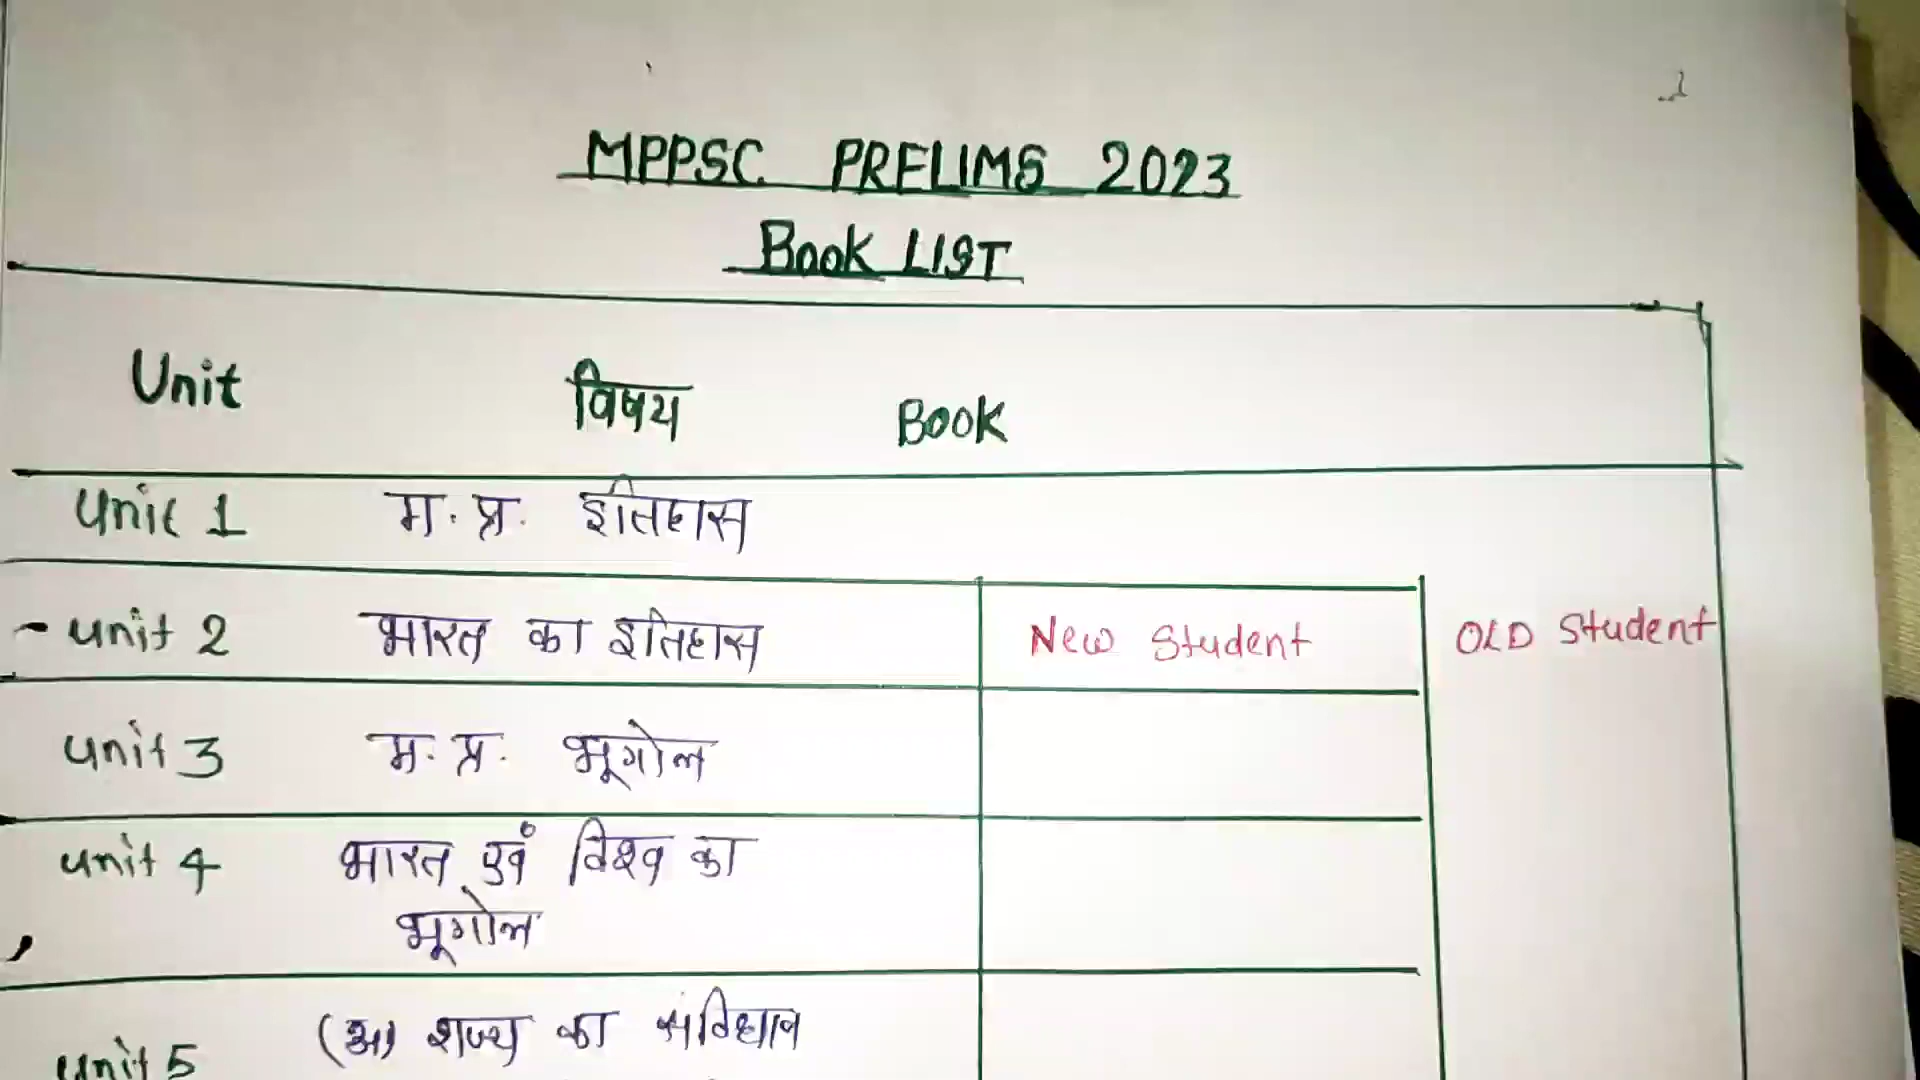 1
MPPSC PRELIMS 2023
Book LIST
Unit विषय Book
Unit 1 म. प्र. इतिहास
- unit 2 भारत का इतिहास New Student OLD Student
unit 3 म. प्र. भूगोल
unit 4 भारत एवं विश्व का
भूगोल
unit 5 (अ) राज्य का संविधान